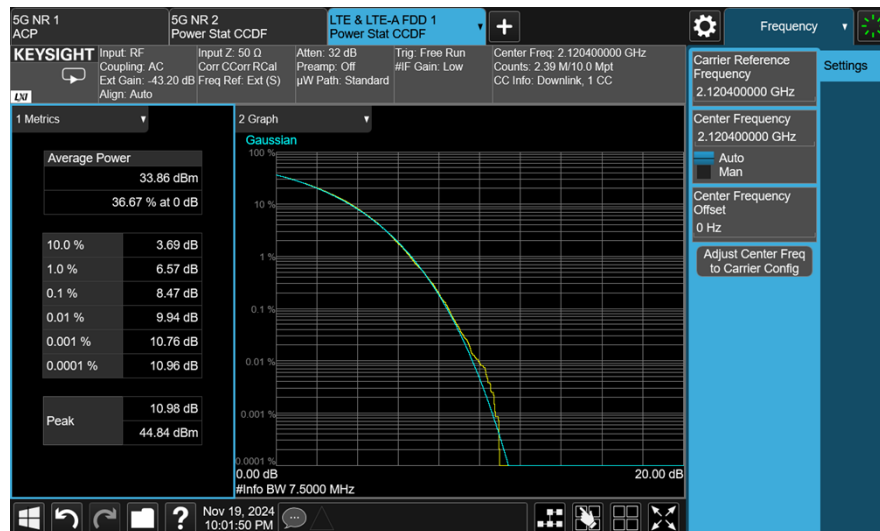 5G NR 1
ACP
5G NR 2
Power Stat CCDF
LTE & LTE-A FDD 1
Power Stat CCDF
Frequency
KEYSIGHT
LXI
Input: RF
Coupling: AC
Ext Gain: -43.20 dB
Align: Auto
Input Z: 50 Ω
Corr CCorr RCal
Freq Ref: Ext (S)
Atten: 32 dB
Preamp: Off
µW Path: Standard
Trig: Free Run
#IF Gain: Low
Center Freq: 2.120400000 GHz
Counts: 2.39 M/10.0 Mpt
CC Info: Downlink, 1 CC
1 Metrics
Average Power
33.86 dBm
36.67 % at 0 dB
10.0 % 3.69 dB
1.0 % 6.57 dB
0.1 % 8.47 dB
0.01 % 9.94 dB
0.001 % 10.76 dB
0.0001 % 10.96 dB
Peak
10.98 dB
44.84 dBm
2 Graph
Gaussian
100 %
10 %
1 %
0.1 %
0.01 %
0.001 %
0.0001 %
0.00 dB
20.00 dB
#Info BW 7.5000 MHz
Carrier Reference
Frequency
2.120400000 GHz
Center Frequency
2.120400000 GHz
Auto
Man
Center Frequency
Offset
0 Hz
Adjust Center Freq
to Carrier Config
Settings
?
Nov 19, 2024
10:01:50 PM